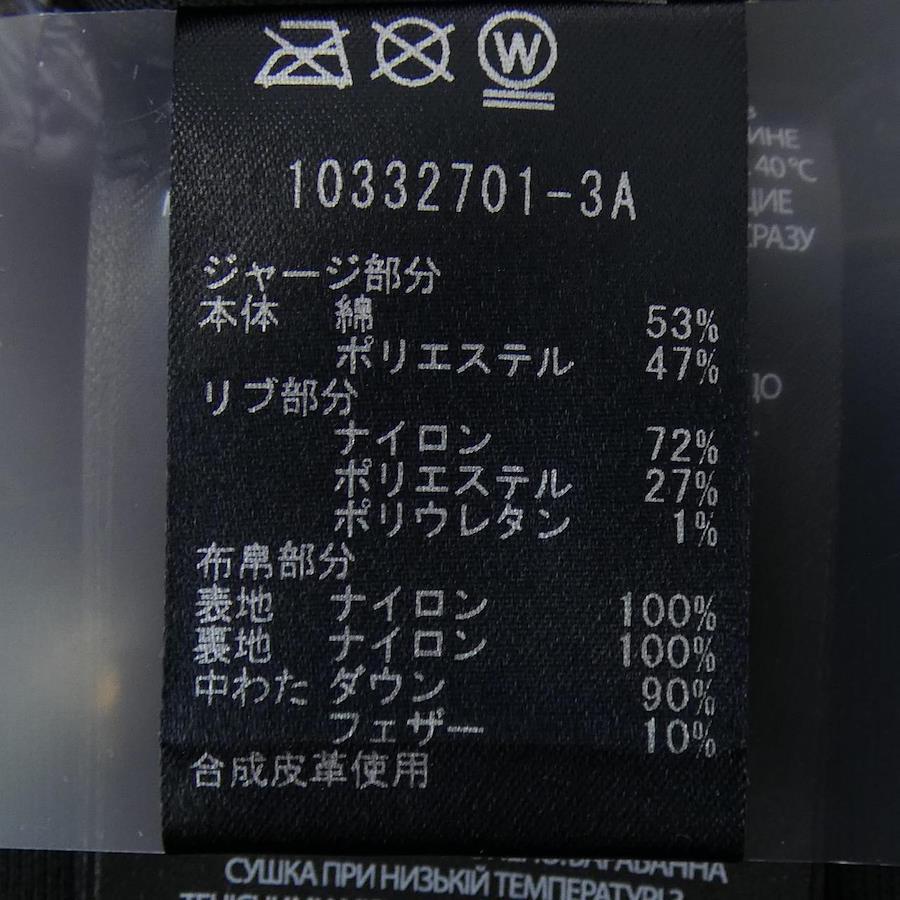 W
10332701-3A
ジャージ部分
本体 綿 53%
ポリエステル 47%
リブ部分
ナイロン 72%
ポリエステル 27%
ポリウレタン 1%
布帛部分
表地 ナイロン 100%
裏地 ナイロン 100%
中わた ダウン 90%
フェザー 10%
合成皮革使用
40°C
СУШКА ПРИ НИЗЬКІЙ ТЕМПЕРАТУРІ